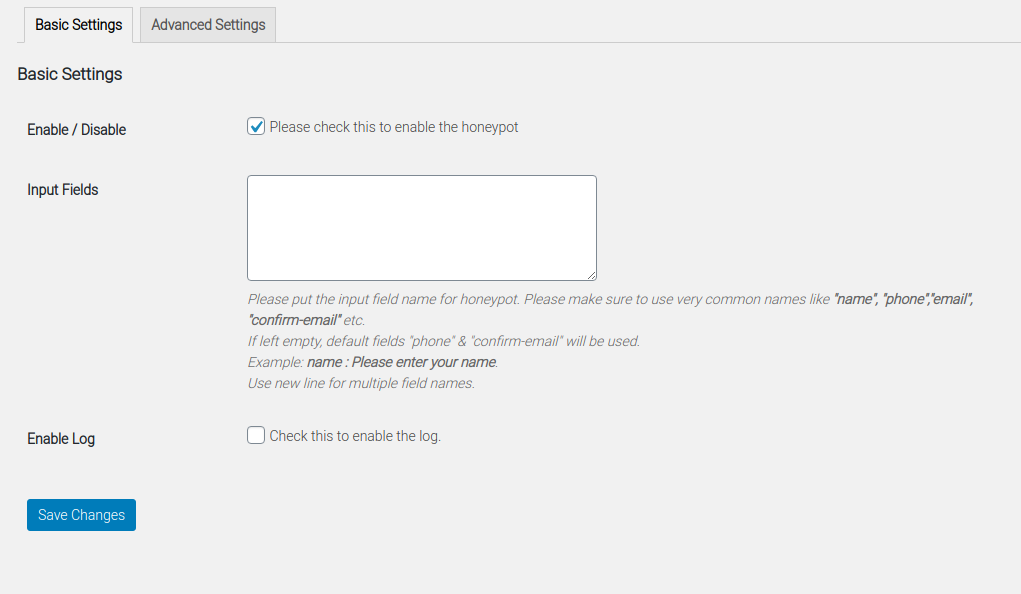 Basic Settings
Advanced Settings
Basic Settings
Enable / Disable
Please check this to enable the honeypot
Input Fields
Please put the input field name for honeypot. Please make sure to use very common names like "name", "phone","email",
"confirm-email" etc.
If left empty, default fields "phone" & "confirm-email" will be used.
Example: name : Please enter your name.
Use new line for multiple field names.
Enable Log
Check this to enable the log.
Save Changes